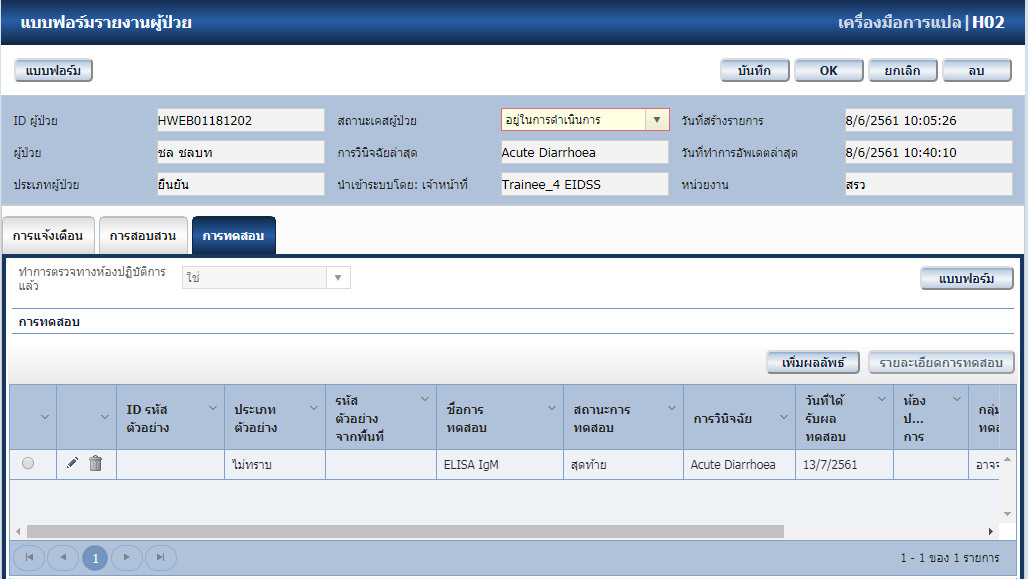 แบบฟอร์มรายงานผู้ป่วย เครื่องมือการแปล|H02
แบบฟอร์ม บันทึก OK ยกเลิก ลบ
ID ผู้ป่วย HWEB01181202 สถานะเคสผู้ป่วย อยู่ในการดำเนินการ วันที่สร้างรายการ 8/6/2561 10:05:26
ผู้ป่วย ชล ชลบท การวินิจฉัยล่าสุด Acute Diarrhoea วันที่ทำการอัพเดตล่าสุด 8/6/2561 10:40:10
ประเภทผู้ป่วย ยืนยัน นำเข้าระบบโดย: เจ้าหน้าที่ Trainee_4 EIDSS หน่วยงาน สรว
การแจ้งเตือน การสอบสวน การทดสอบ
ทำการตรวจทางห้องปฏิบัติการ
แล้ว ใช่ แบบฟอร์ม
การทดสอบ
เพิ่มผลลัพธ์ รายละเอียดการทดสอบ
ID รหัส
ตัวอย่าง
ประเภท
ตัวอย่าง
รหัส
ตัวอย่าง
จากพื้นที่
ชื่อการ
ทดสอบ
สถานะการ
ทดสอบ
การวินิจฉัย
วันที่ได้
รับผล
ทดสอบ
ห้อง
ป...
การ
กลุ่ม
ทดส
ไม่ทราบ ELISA IgM สุดท้าย Acute Diarrhoea 13/7/2561 อาจจ
1 1 - 1 ของ 1 รายการ